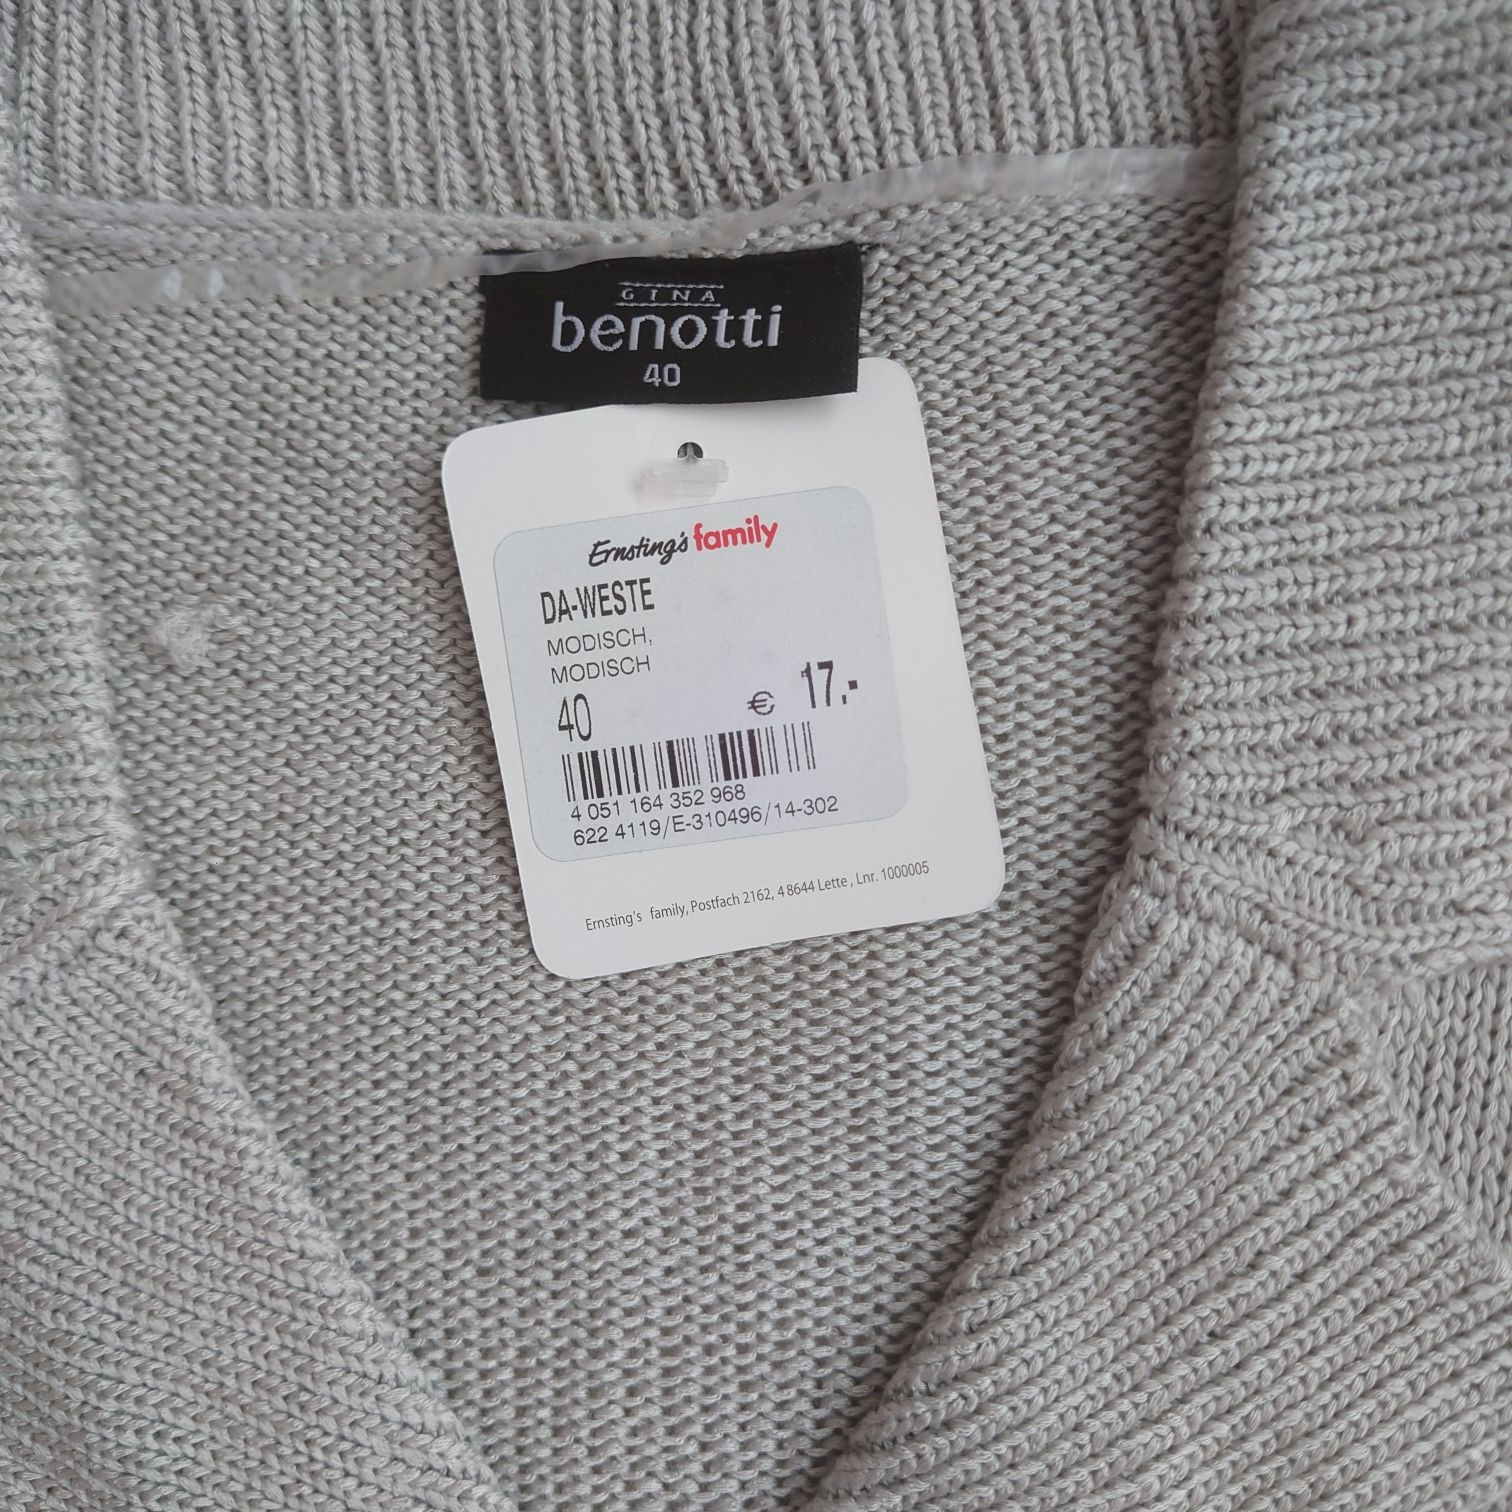 GINA
benotti
40
Ernsting's family
DA-WESTE
MODISCH,
MODISCH
40 € 17.-
4 051 164 352 968
622 4119/E-310496/14-302
Ernsting's family, Postfach 2162, 48644 Lette, Lnr. 1000005